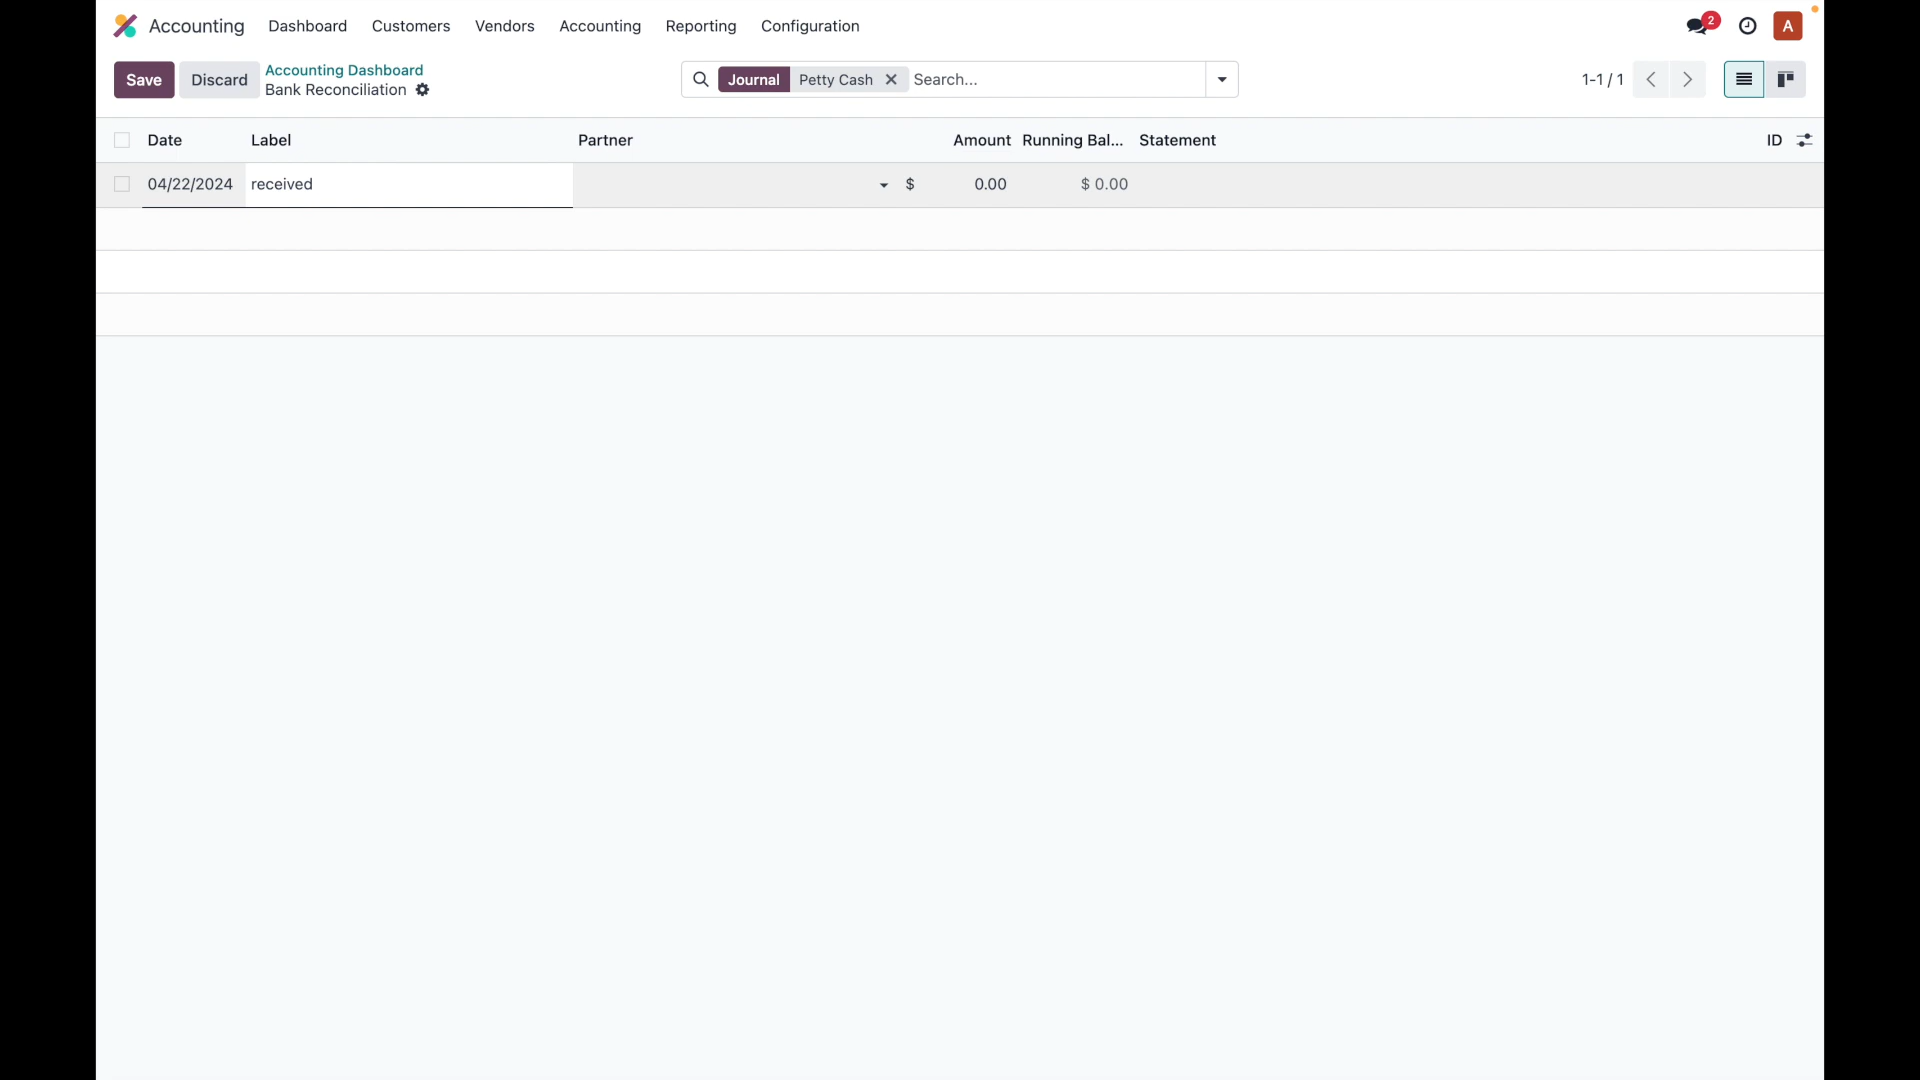 Accounting Dashboard Customers Vendors Accounting Reporting Configuration 2 A
Save Discard Accounting Dashboard
Bank Reconciliation
Journal Petty Cash Search... 1-1 / 1
Date Label Partner Amount Running Bal... Statement ID
04/22/2024 received $ 0.00 $ 0.00